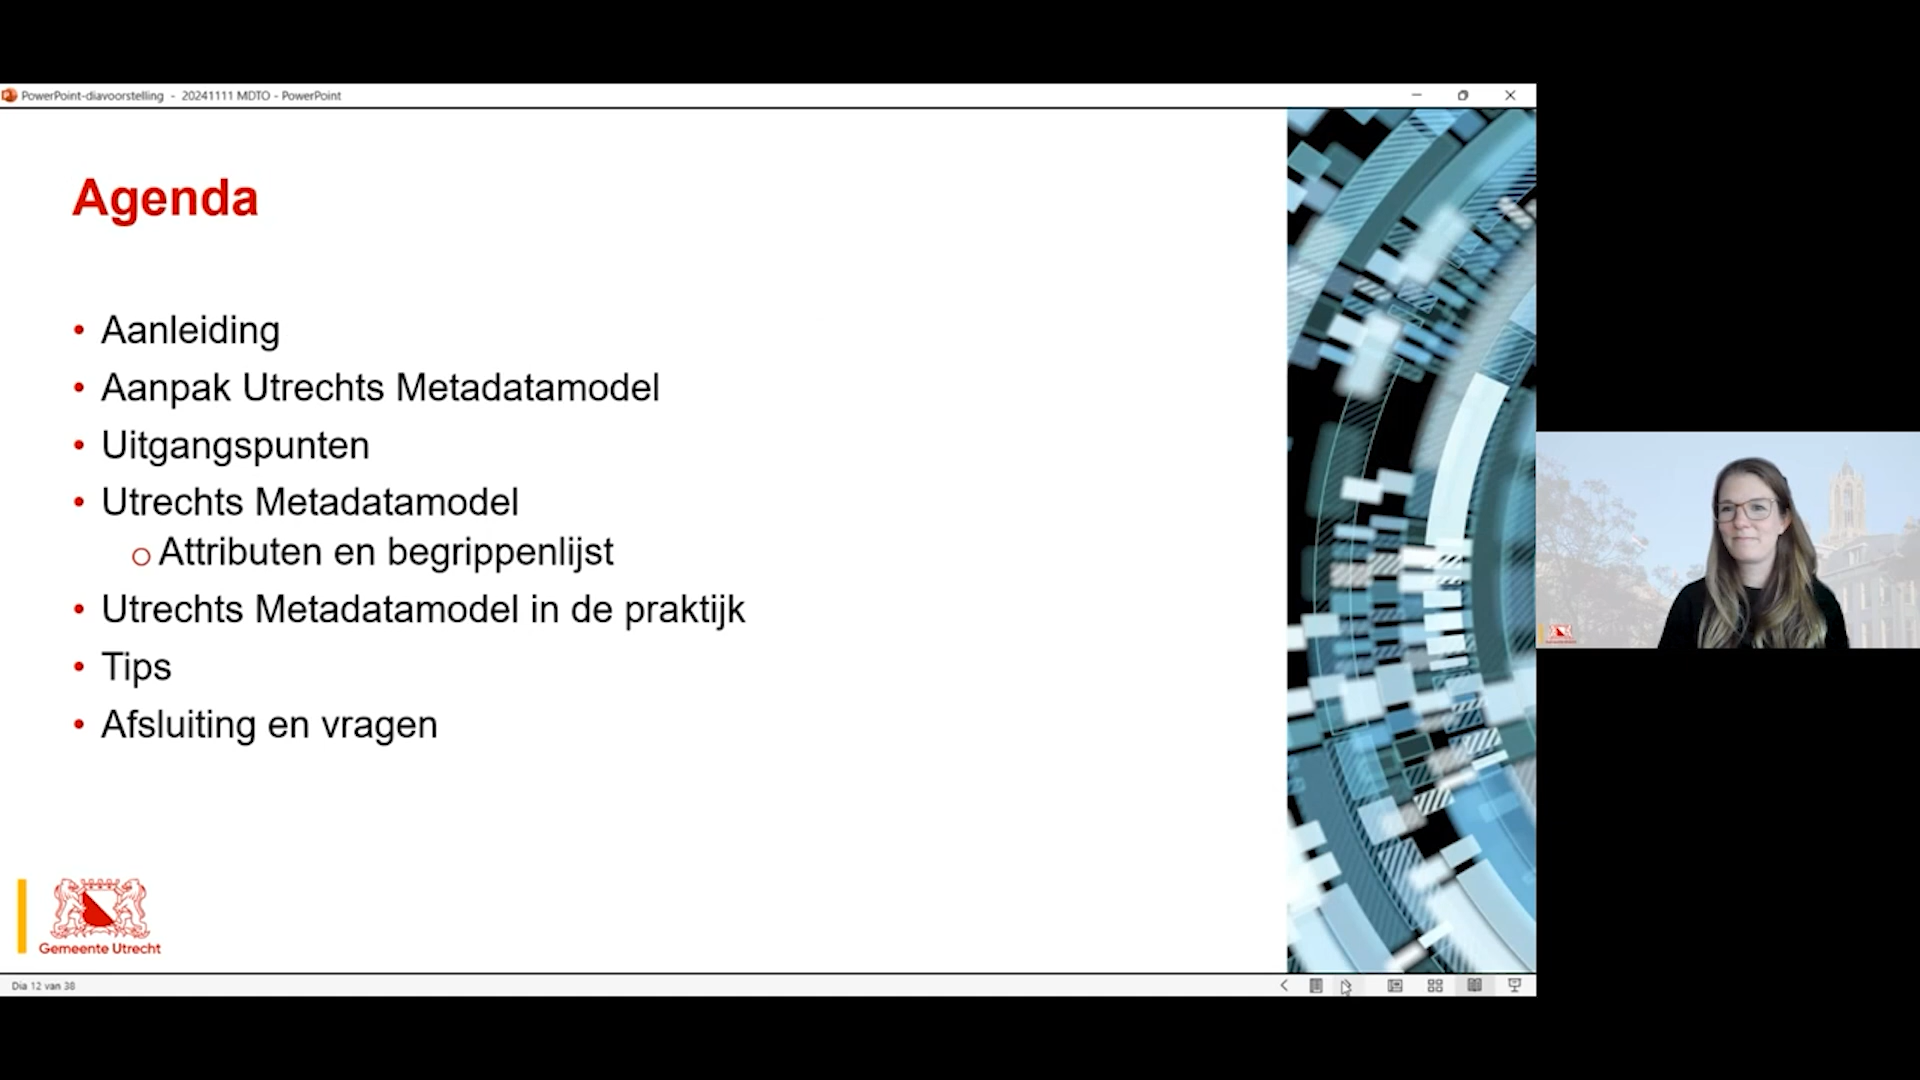 PowerPoint-diavoorstelling - 20241111 MDTO - PowerPoint
Agenda
• Aanleiding
• Aanpak Utrechts Metadatamodel
• Uitgangspunten
• Utrechts Metadatamodel
o Attributen en begrippenlijst
• Utrechts Metadatamodel in de praktijk
• Tips
• Afsluiting en vragen
Gemeente Utrecht
Dia 12 van 38